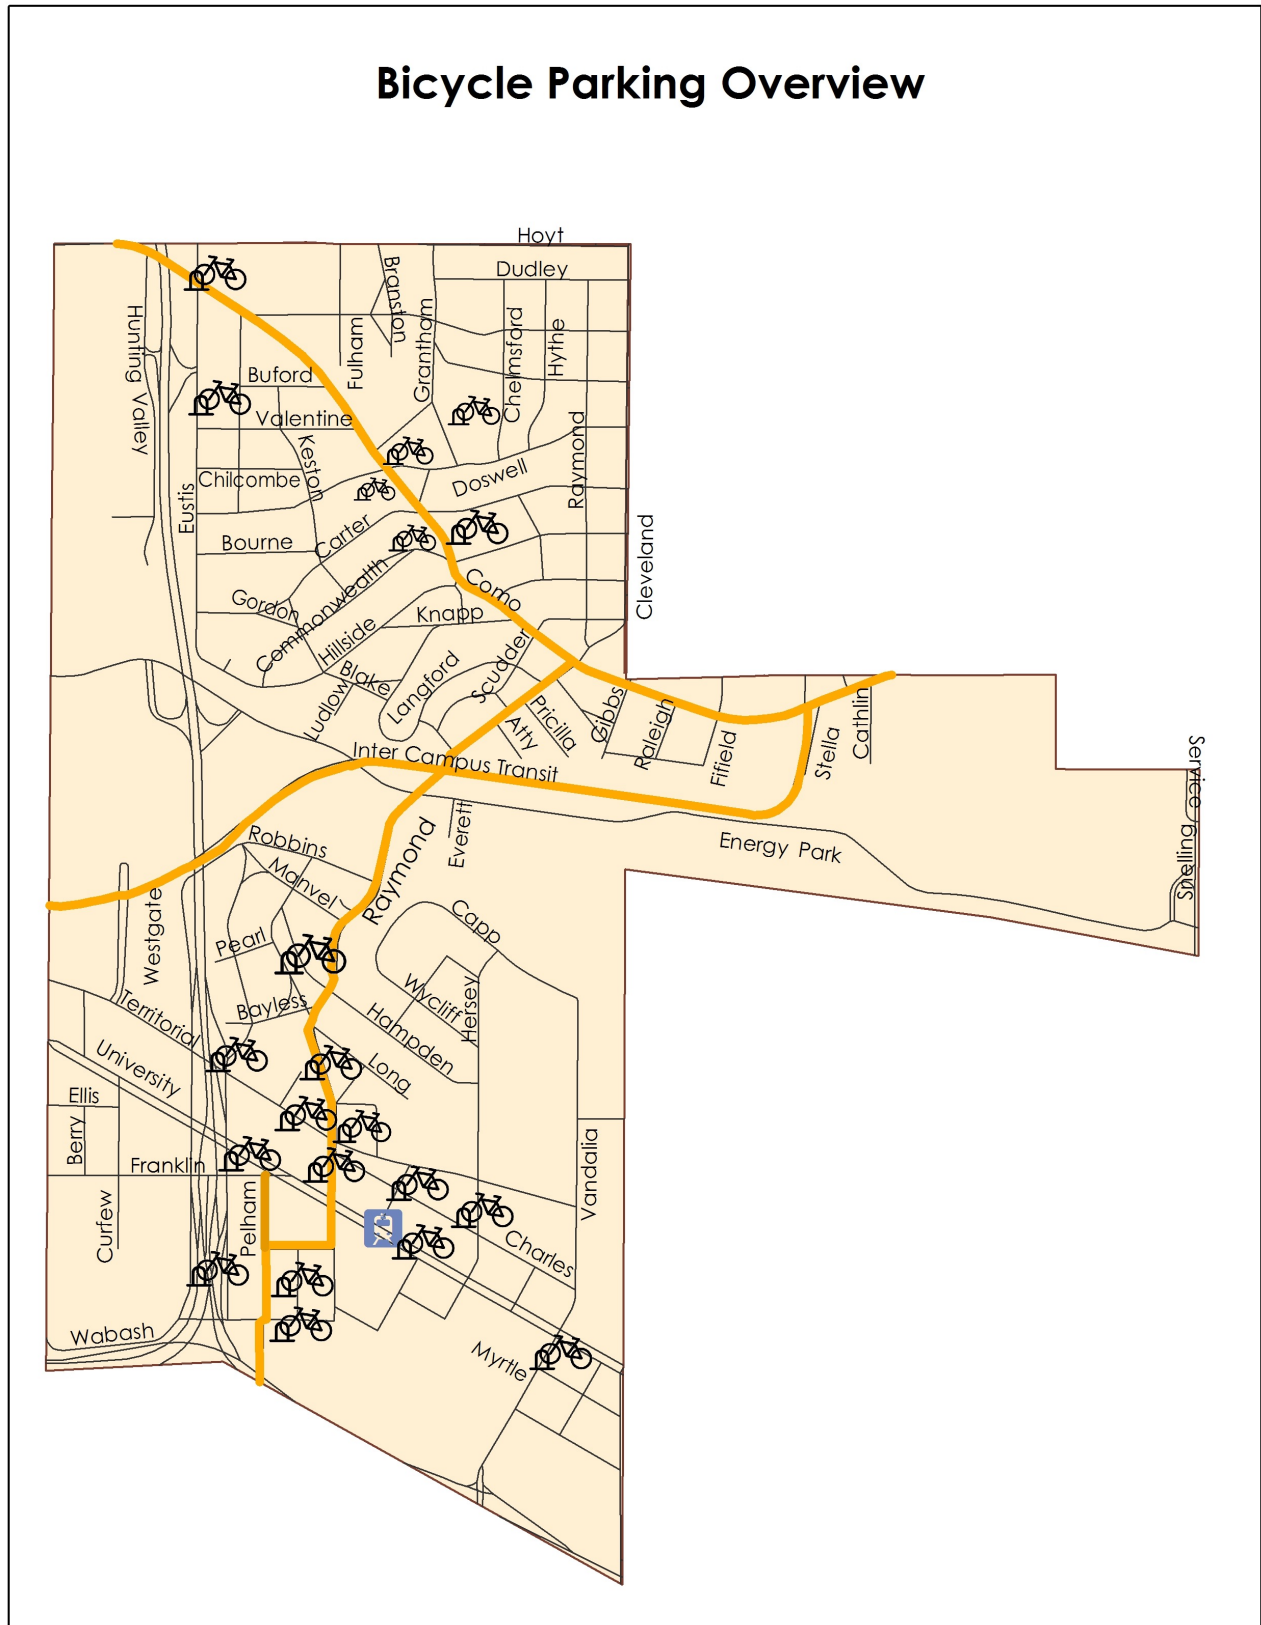 Bicycle Parking Overview
Hoyt
Dudley
Branston
Hunting Valley
Fulham
Grantham
Chelmsford
Hythe
Buford
Valentine
Raymond
Keston
Chilcombe
Doswell
Eustis
Carter
Bourne
Cleveland
Como
Commonwealth
Gordon
Knapp
Hillside
Scudder
Blake
Langford
Ludlow
Pricilla
Gibbs
Raleigh
Atty
Fifield
Stella
Cathlin
Service
Inter Campus Transit
Everett
Robbins
Energy Park
Snelling
Manvel
Raymond
Westgate
Capp
Pearl
Wycliff
Hersey
Territorial
Bayless
Hampden
University
Long
Ellis
Berry
Franklin
Vandalia
Curfew
Pelham
Charles
Wabash
Myrtle